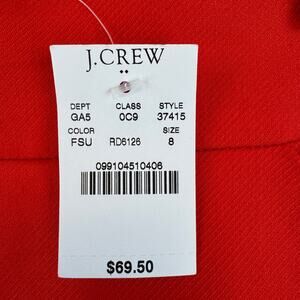 J.CREW
DEPT CLASS STYLE
GA5 0C9 37415
COLOR SIZE
FSU RD6126 8
099104510406
$69.50